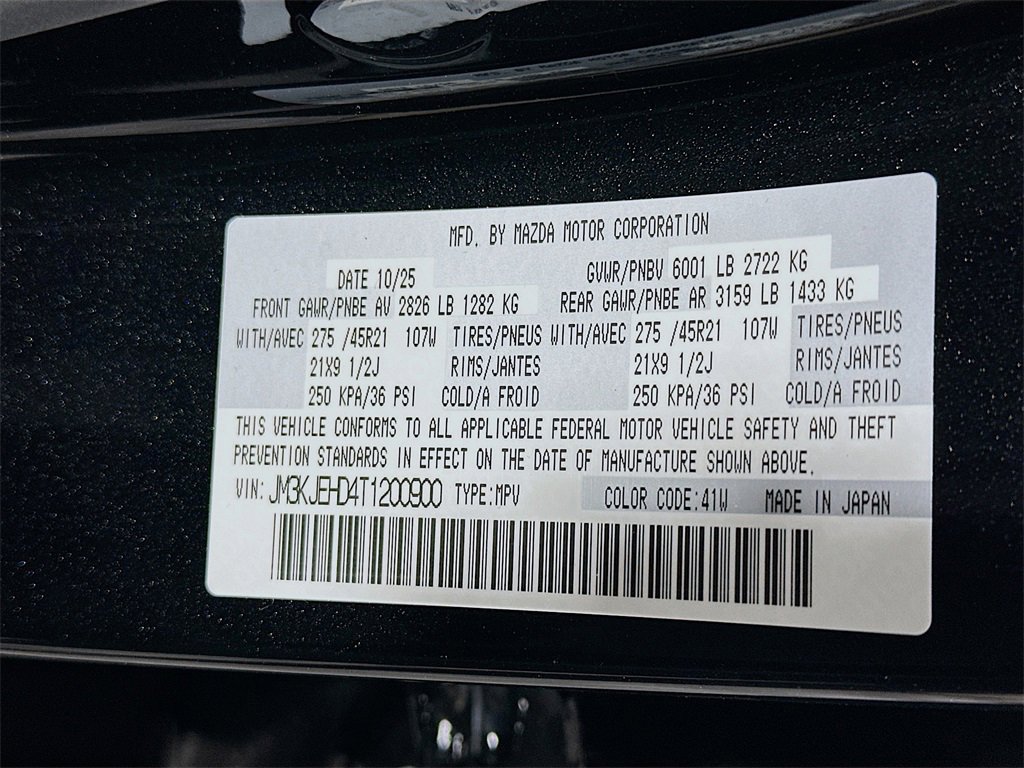 MFD. BY MAZDA MOTOR CORPORATION
DATE 10/25 GVWR/PNBV 6001 LB 2722 KG
FRONT GAWR/PNBE AV 2826 LB 1282 KG REAR GAWR/PNBE AR 3159 LB 1433 KG
WITH/AVEC 275 /45R21 107W TIRES/PNEUS WITH/AVEC 275 /45R21 107W TIRES/PNEUS
21X9 1/2J RIMS/JANTES 21X9 1/2J RIMS/JANTES
250 KPA/36 PSI COLD/A FROID 250 KPA/36 PSI COLD/A FROID
THIS VEHICLE CONFORMS TO ALL APPLICABLE FEDERAL MOTOR VEHICLE SAFETY AND THEFT
PREVENTION STANDARDS IN EFFECT ON THE DATE OF MANUFACTURE SHOWN ABOVE.
VIN: JM3KJEHD4T1200900 TYPE:MPV COLOR CODE:41W MADE IN JAPAN